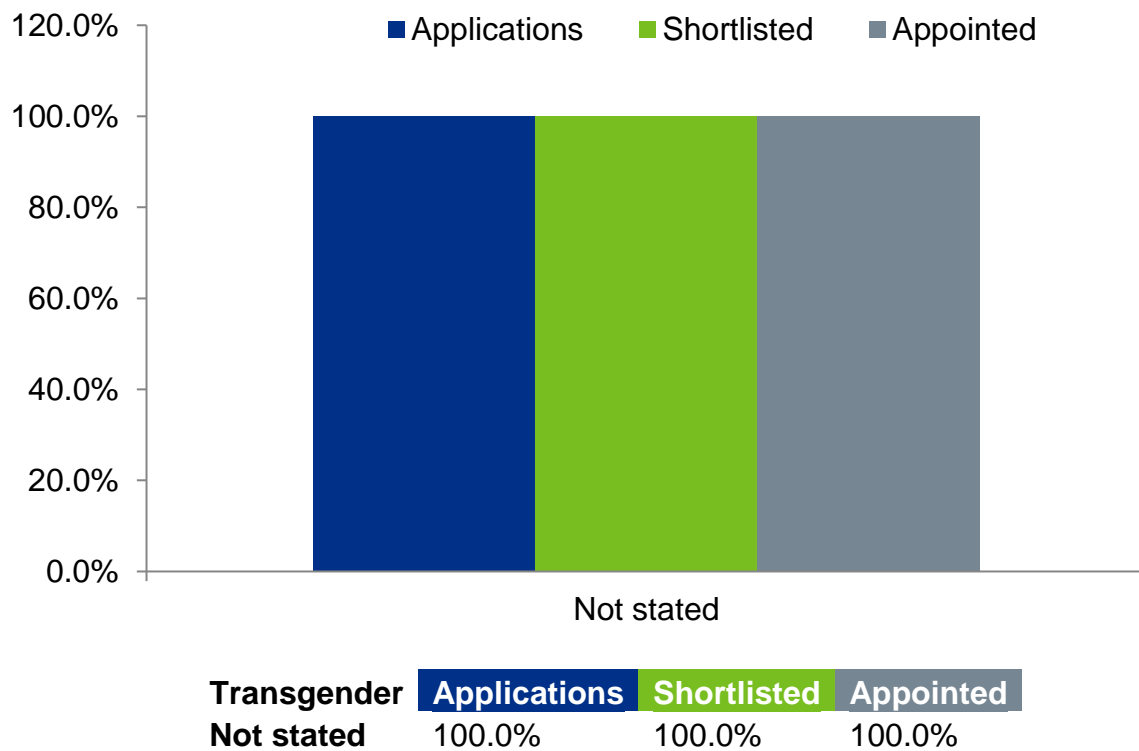 120.0%
Applications Shortlisted Appointed
100.0%
80.0%
60.0%
40.0%
20.0%
0.0%
Not stated
Transgender Applications Shortlisted Appointed
Not stated 100.0% 100.0% 100.0%